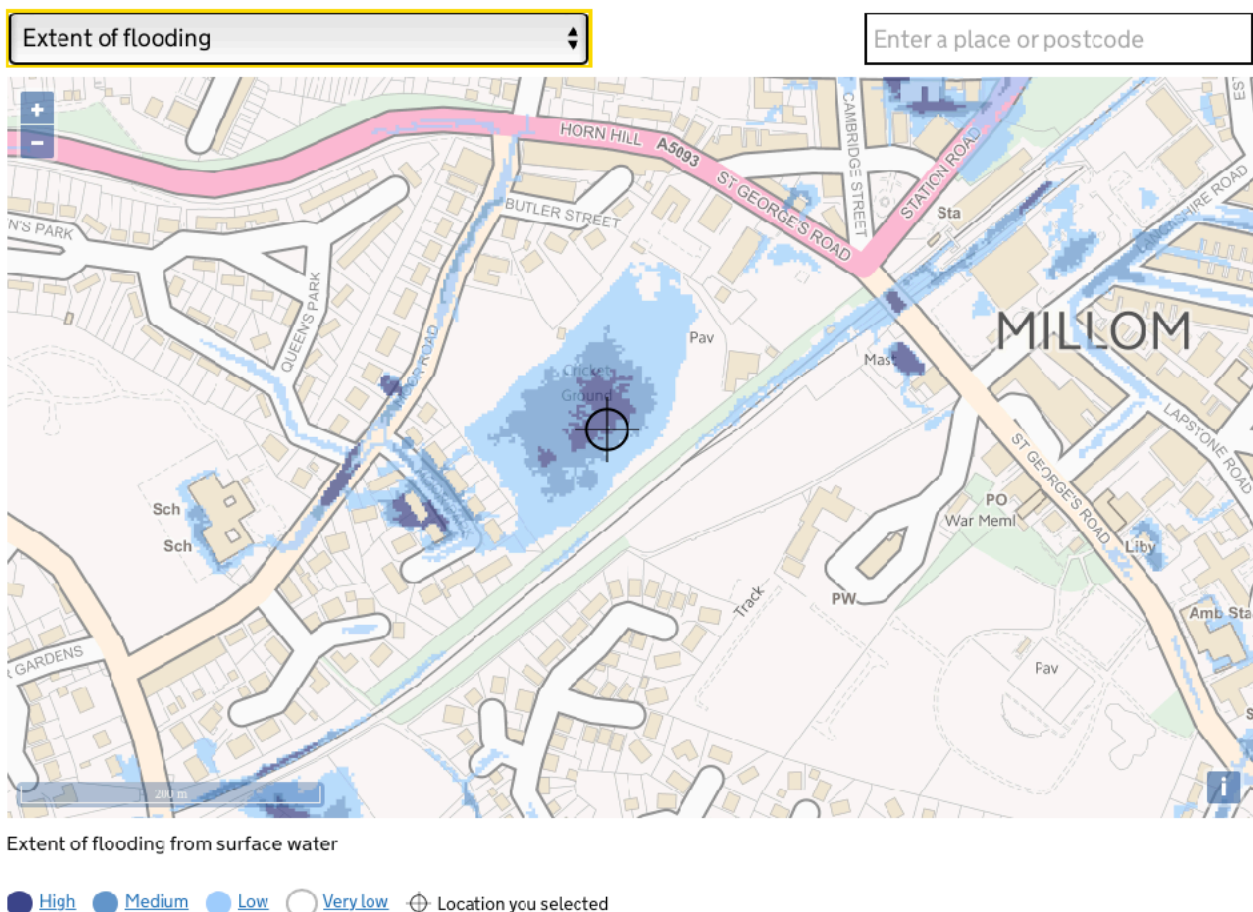 Extent of flooding
Enter a place or postcode
+
−
HORN HILL
A5093
ST GEORGE'S ROAD
CAMBRIDGE STREET
STATION ROAD
Sta
BUTLER STREET
N'S PARK
QUEEN'S PARK
Pav
Cricket
Ground
Mast
MILLOM
LAPSTONE ROAD
ST GEORGE'S ROAD
Sch
Sch
PO
War Meml
Liby
Track
PW
Amb Sta
GARDENS
Pav
200 m
i
Extent of flooding from surface water
High Medium Low Very low Location you selected